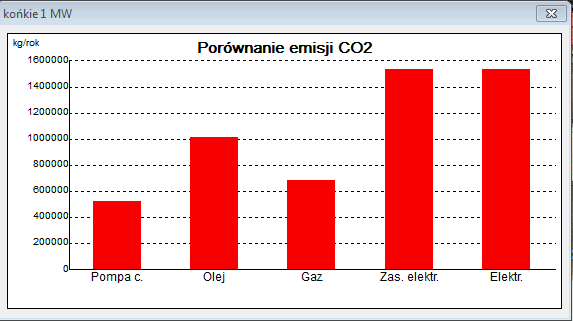 końkie 1 MW
Porównanie emisji CO2
kg/rok
1600000
1400000
1200000
1000000
800000
600000
400000
200000
0
Pompa c. Olej Gaz Zas. elektr. Elektr.